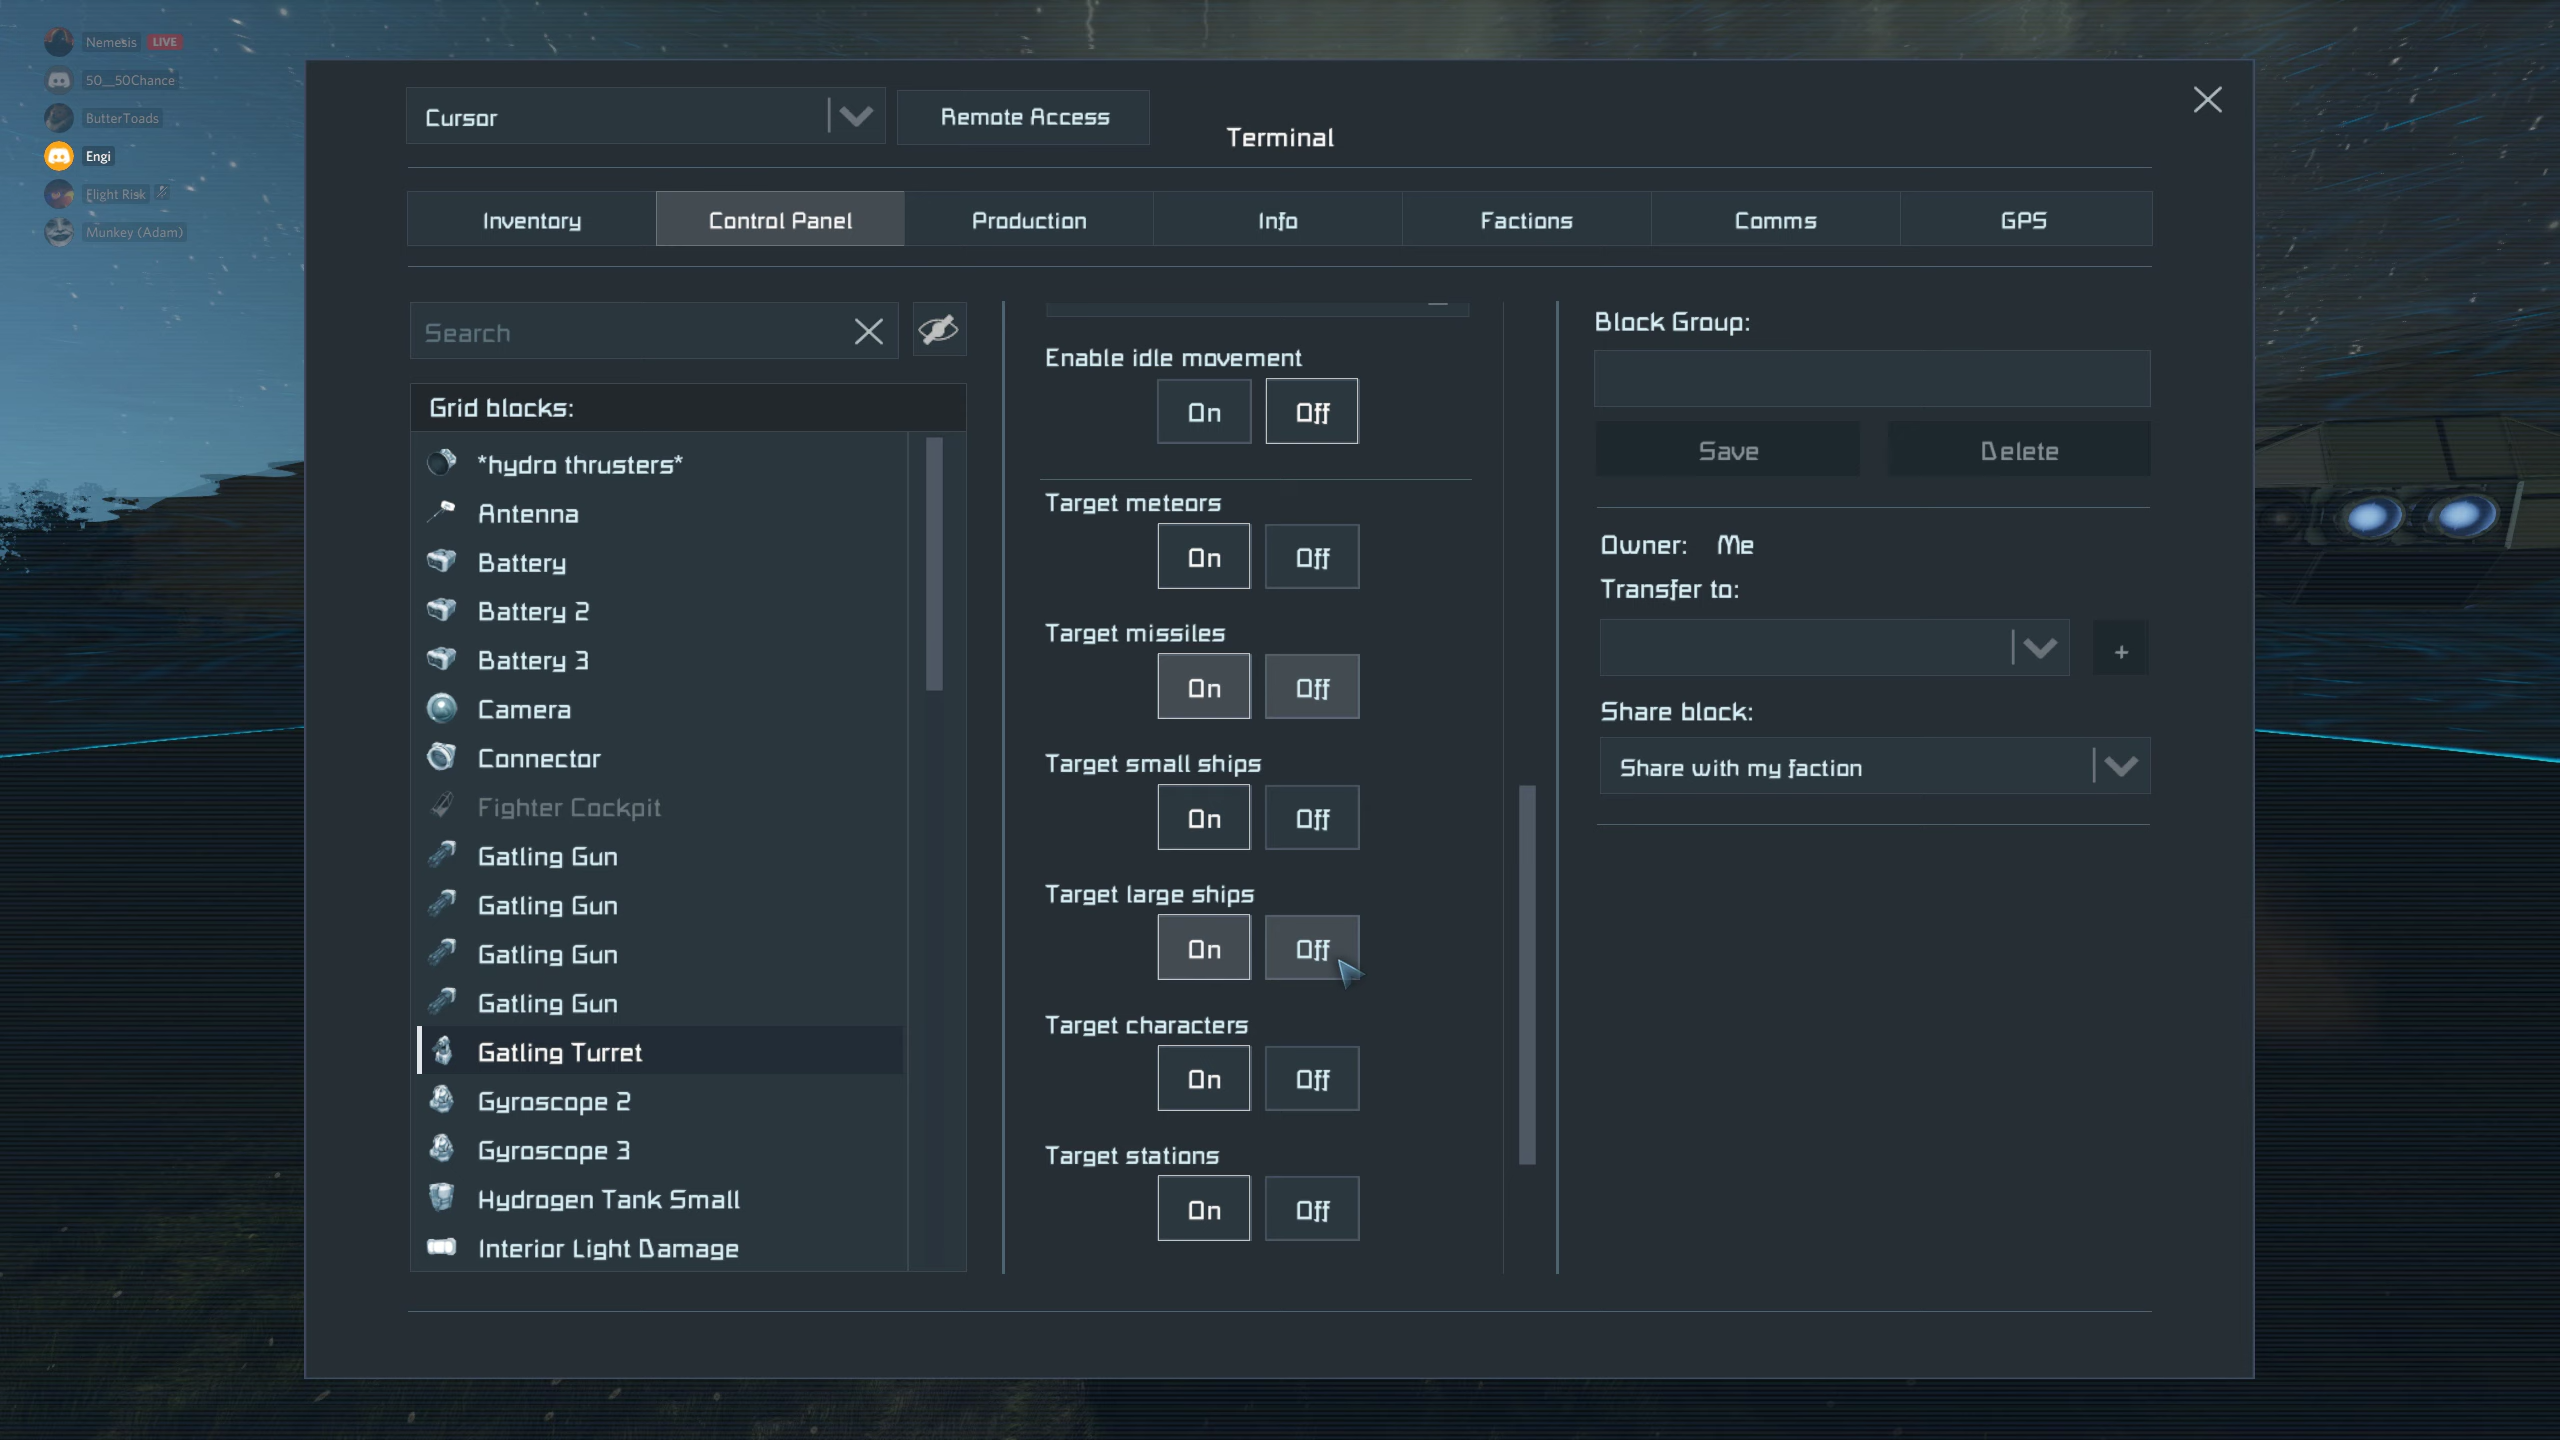 Nemesis LIVE
50__50Chance
ButterToads
Engi
Flight Risk
Munkey (Adam)
Cursor
Remote Access
Terminal
Inventory
Control Panel
Production
Info
Factions
Comms
GPS
Search
Grid blocks:
*hydro thrusters*
Antenna
Battery
Battery 2
Battery 3
Camera
Connector
Fighter Cockpit
Gatling Gun
Gatling Gun
Gatling Gun
Gatling Gun
Gatling Turret
Gyroscope 2
Gyroscope 3
Hydrogen Tank Small
Interior Light Damage
Enable idle movement
On Off
Target meteors
On Off
Target missiles
On Off
Target small ships
On Off
Target large ships
On Off
Target characters
On Off
Target stations
On Off
Block Group:
Save Delete
Owner: Me
Transfer to:
+
Share block:
Share with my faction